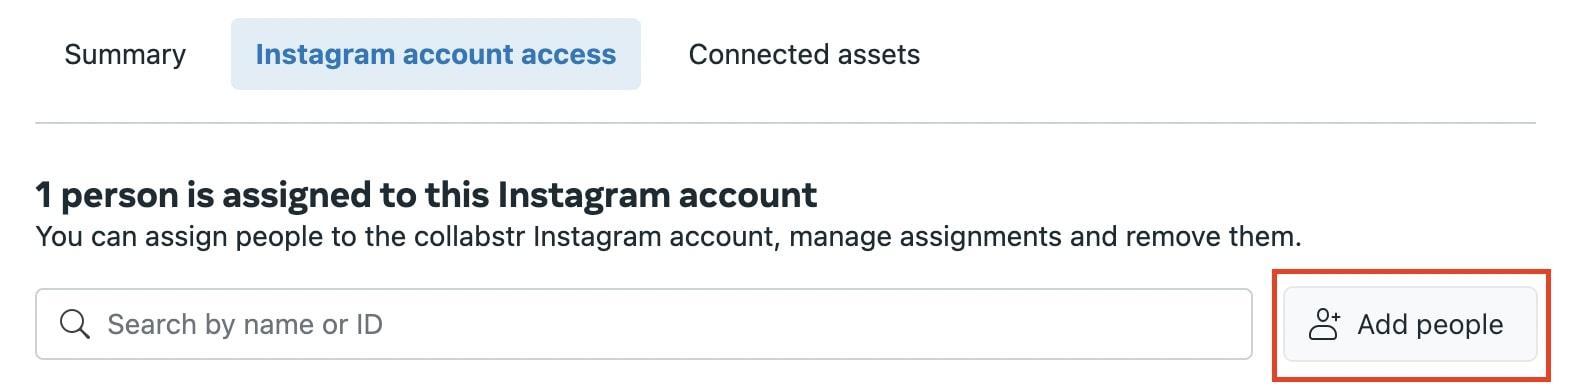 Summary Instagram account access Connected assets
1 person is assigned to this Instagram account
You can assign people to the collabstr Instagram account, manage assignments and remove them.
Search by name or ID Add people